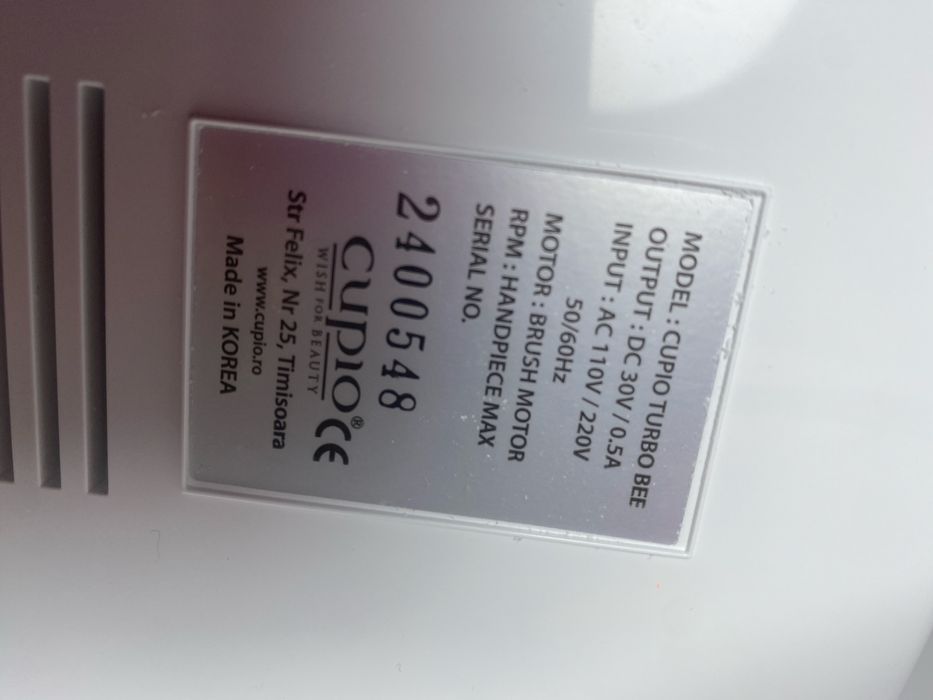 MODEL : CUPIO TURBO BEE
OUTPUT : DC 30V / 0.5A
INPUT : AC 110V / 220V
50/60Hz
MOTOR : BRUSH MOTOR
RPM : HANDPIECE MAX
SERIAL NO.
2400548
CUPIO® CE
WISH FOR BEAUTY
Str Felix, Nr 25, Timisoara
www.cupio.ro
Made in KOREA